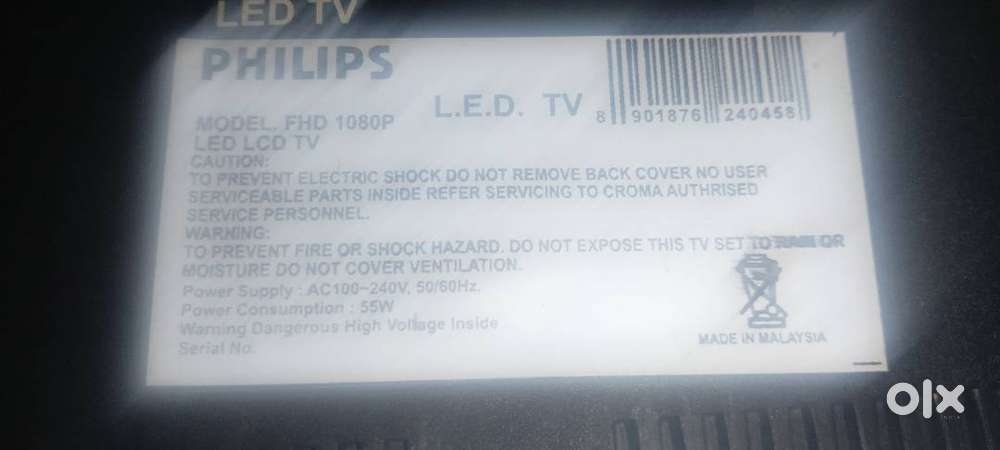 LED TV
PHILIPS
L.E.D. TV
8 901876 240458
MODEL. FHD 1080P
LED LCD TV
CAUTION:
TO PREVENT ELECTRIC SHOCK DO NOT REMOVE BACK COVER NO USER
SERVICEABLE PARTS INSIDE REFER SERVICING TO CROMA AUTHRISED
SERVICE PERSONNEL.
WARNING:
TO PREVENT FIRE OR SHOCK HAZARD. DO NOT EXPOSE THIS TV SET TO RAIN OR
MOISTURE DO NOT COVER VENTILATION.
Power Supply : AC100~240V, 50/60Hz.
Power Consumption : 55W
Warning Dangerous High Voltage Inside
Serial No.
MADE IN MALAYSIA
olx
INDIA